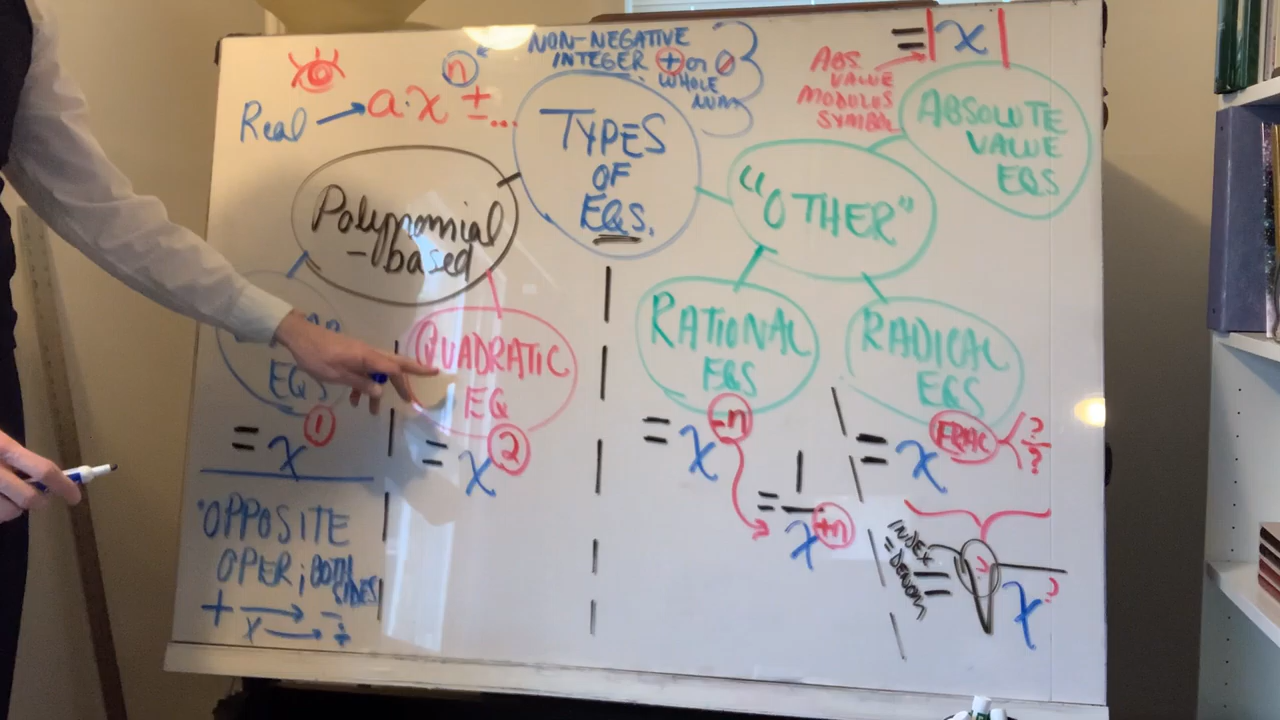 NON-NEGATIVE
INTEGER + or 0
WHOLE
NUM
n
Real → a·x ± ...
TYPES
OF
EQS.
Polynomial
-based
EQS
= x^1
OPPOSITE
OPER; BOTH
SIDES
+ → -
x → ÷
QUADRATIC
EQ
= x^2
"OTHER"
= |x|
ABS.
VALUE
MODULUS
SYMBOL
ABSOLUTE
VALUE
EQS
RATIONAL
EQS
= x^-n
= 1/x^+n
RADICAL
EQS
= x^FRAC
?/?
INDEX
= DENOM
= ?√x^?